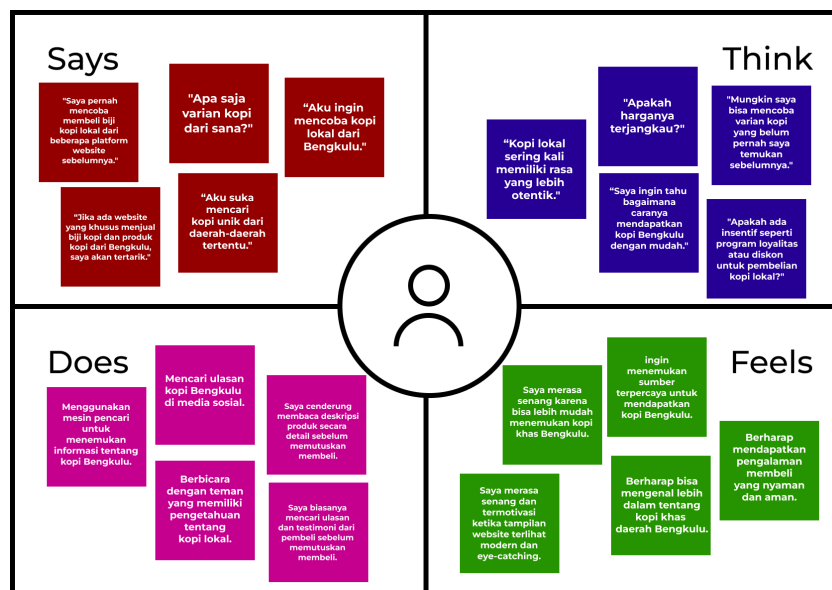 Says
"Saya pernah
mencoba
membeli biji
kopi lokal dari
beberapa platform
website
sebelumnya."
"Apa saja
varian kopi
dari sana?"
“Aku ingin
mencoba kopi
lokal dari
Bengkulu."
"Jika ada website
yang khusus menjual
biji kopi dan produk
kopi dari Bengkulu,
saya akan tertarik."
“Aku suka
mencari
kopi unik dari
daerah-daerah
tertentu."
Think
“Kopi lokal
sering kali
memiliki rasa
yang lebih
otentik."
"Apakah
harganya
terjangkau?"
"Mungkin saya
bisa mencoba
varian kopi
yang belum
pernah saya
temukan
sebelumnya."
“Saya ingin tahu
bagaimana
caranya
mendapatkan
kopi Bengkulu
dengan mudah."
"Apakah ada
insentif seperti
program loyalitas
atau diskon
untuk pembelian
kopi lokal?"
Does
Menggunakan
mesin pencari
untuk
menemukan
informasi tentang
kopi Bengkulu.
Mencari ulasan
kopi Bengkulu
di media sosial.
Saya cenderung
membaca deskripsi
produk secara
detail sebelum
memutuskan
membeli.
Berbicara
dengan teman
yang memiliki
pengetahuan
tentang
kopi lokal.
Saya biasanya
mencari ulasan
dan testimoni dari
pembeli sebelum
memutuskan
membeli.
Feels
Saya merasa
senang karena
bisa lebih mudah
menemukan kopi
khas Bengkulu.
ingin
menemukan
sumber
terpercaya untuk
mendapatkan
kopi Bengkulu.
Berharap
mendapatkan
pengalaman
membeli
yang nyaman
dan aman.
Saya merasa
senang dan
termotivasi
ketika tampilan
website terlihat
modern dan
eye-catching.
Berharap bisa
mengenal lebih
dalam tentang
kopi khas
daerah Bengkulu.